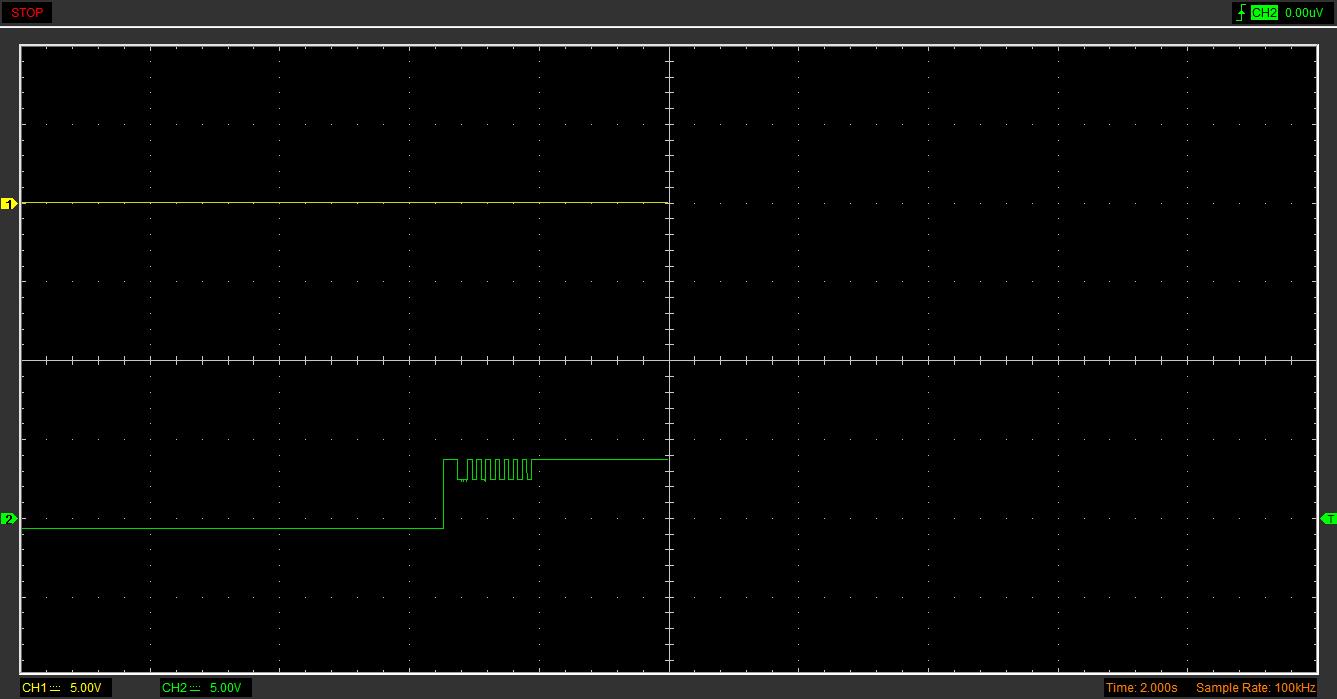 STOP
CH2 0.00uV
1
2
T
CH1 5.00V
CH2 5.00V
Time: 2.000s Sample Rate: 100kHz